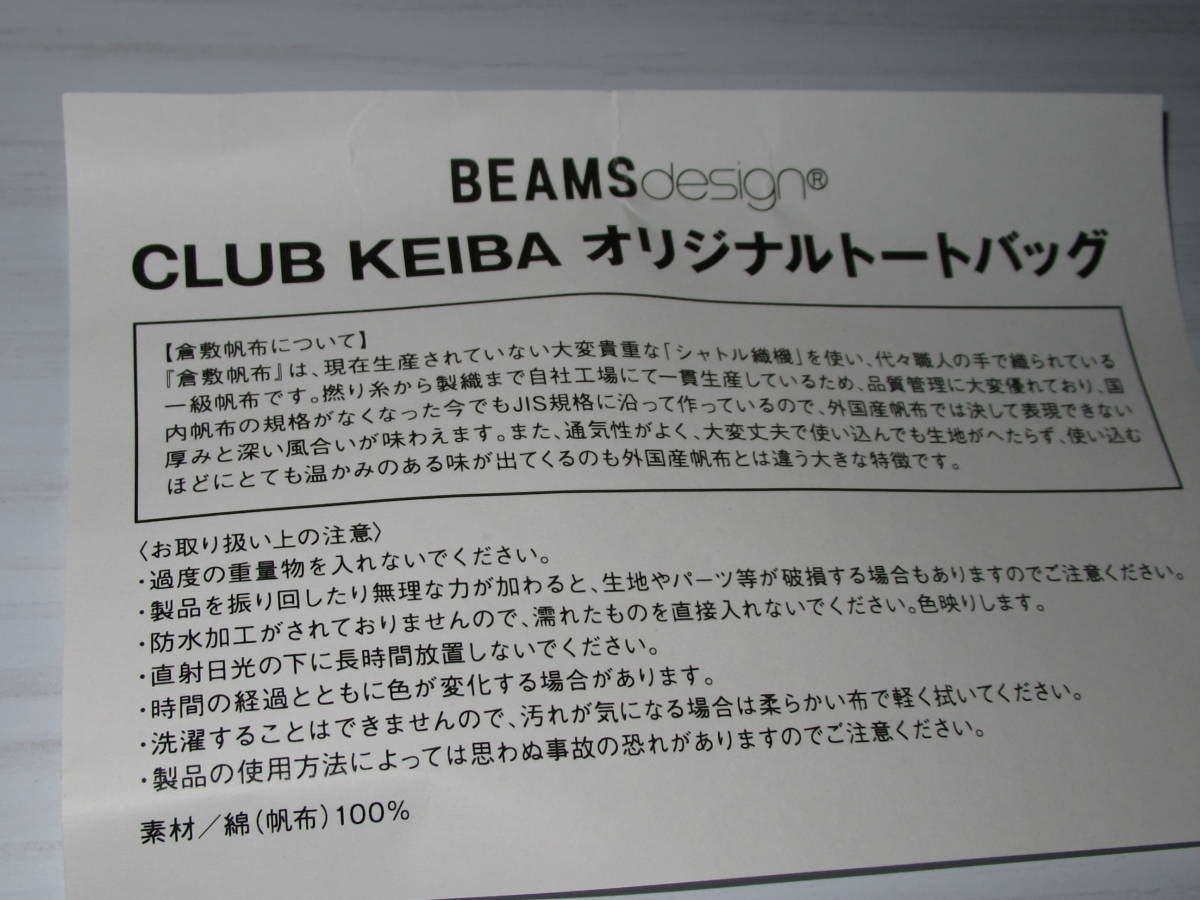 BEAMSdesign®
CLUB KEIBA オリジナルトートバッグ
【倉敷帆布について】
『倉敷帆布』は、現在生産されていない大変貴重な「シャトル織機」を使い、代々職人の手で織られている
一級帆布です。撚り糸から製織まで自社工場にて一貫生産しているため、品質管理に大変優れており、国
内帆布の規格がなくなった今でもJIS規格に沿って作っているので、外国産帆布では決して表現できない
厚みと深い風合いが味わえます。また、通気性がよく、大変丈夫で使い込んでも生地がへたらず、使い込む
ほどにとても温かみのある味が出てくるのも外国産帆布とは違う大きな特徴です。
〈お取り扱い上の注意〉
・過度の重量物を入れないでください。
・製品を振り回したり無理な力が加わると、生地やパーツ等が破損する場合もありますのでご注意ください。
・防水加工がされておりませんので、濡れたものを直接入れないでください。色映りします。
・直射日光の下に長時間放置しないでください。
・時間の経過とともに色が変化する場合があります。
・洗濯することはできませんので、汚れが気になる場合は柔らかい布で軽く拭いてください。
・製品の使用方法によっては思わぬ事故の恐れがありますのでご注意ください。
素材／綿(帆布)100%